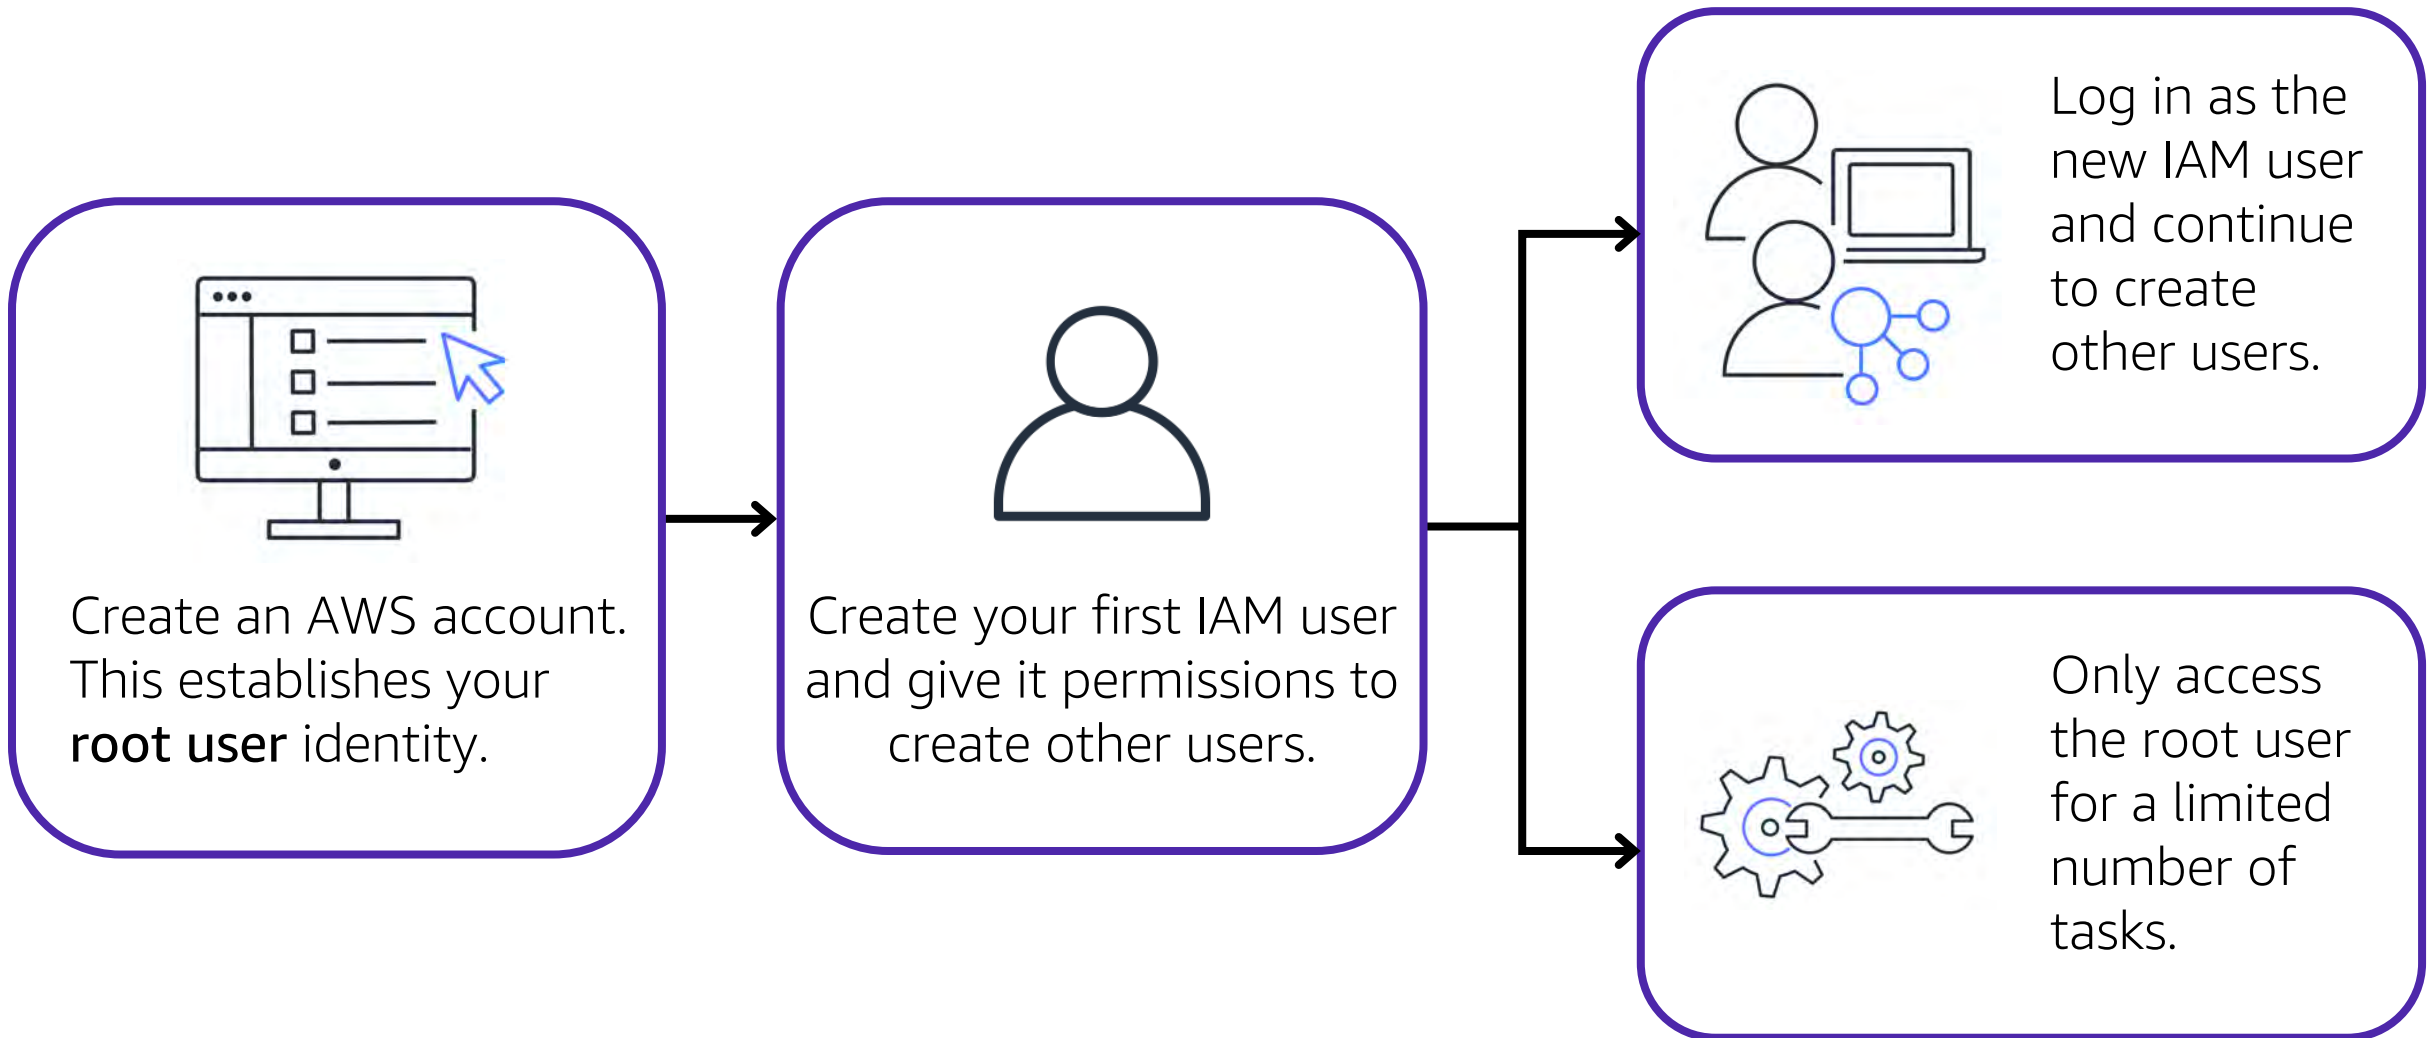 Create an AWS account.
This establishes your
root user identity.
Create your first IAM user
and give it permissions to
create other users.
Log in as the
new IAM user
and continue
to create
other users.
Only access
the root user
for a limited
number of
tasks.